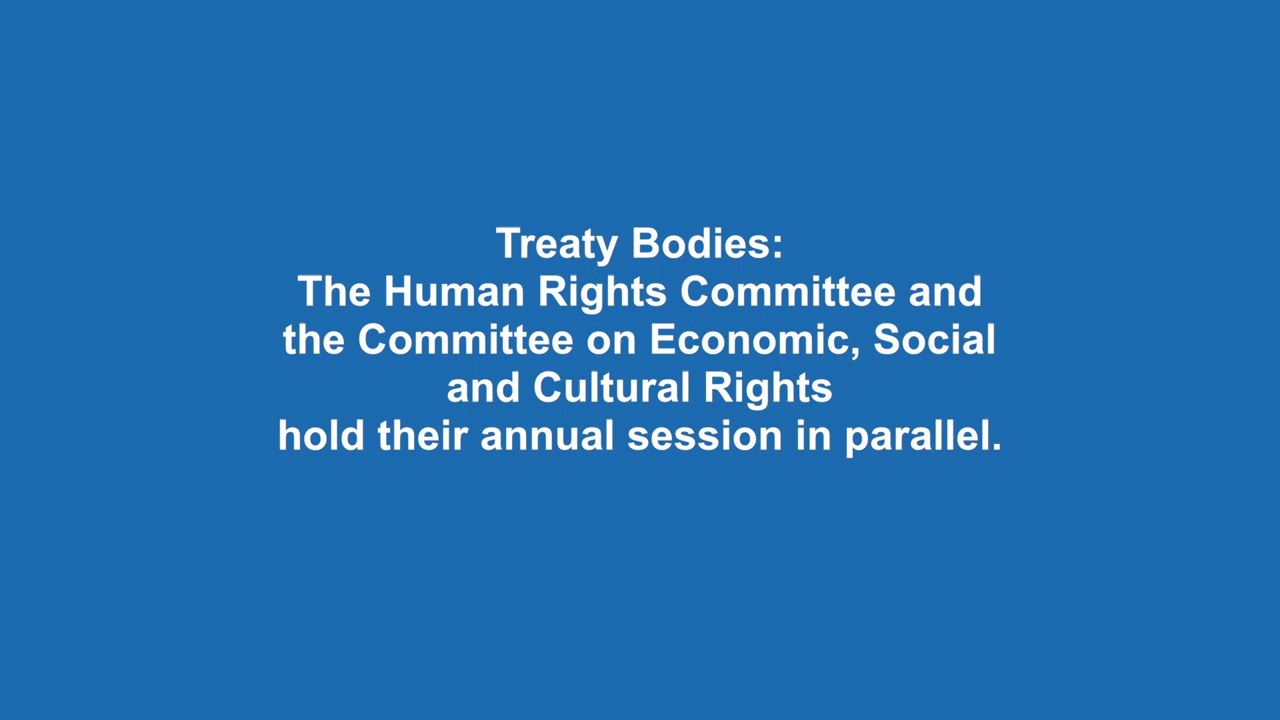 Treaty Bodies:
The Human Rights Committee and
the Committee on Economic, Social
and Cultural Rights
hold their annual session in parallel.